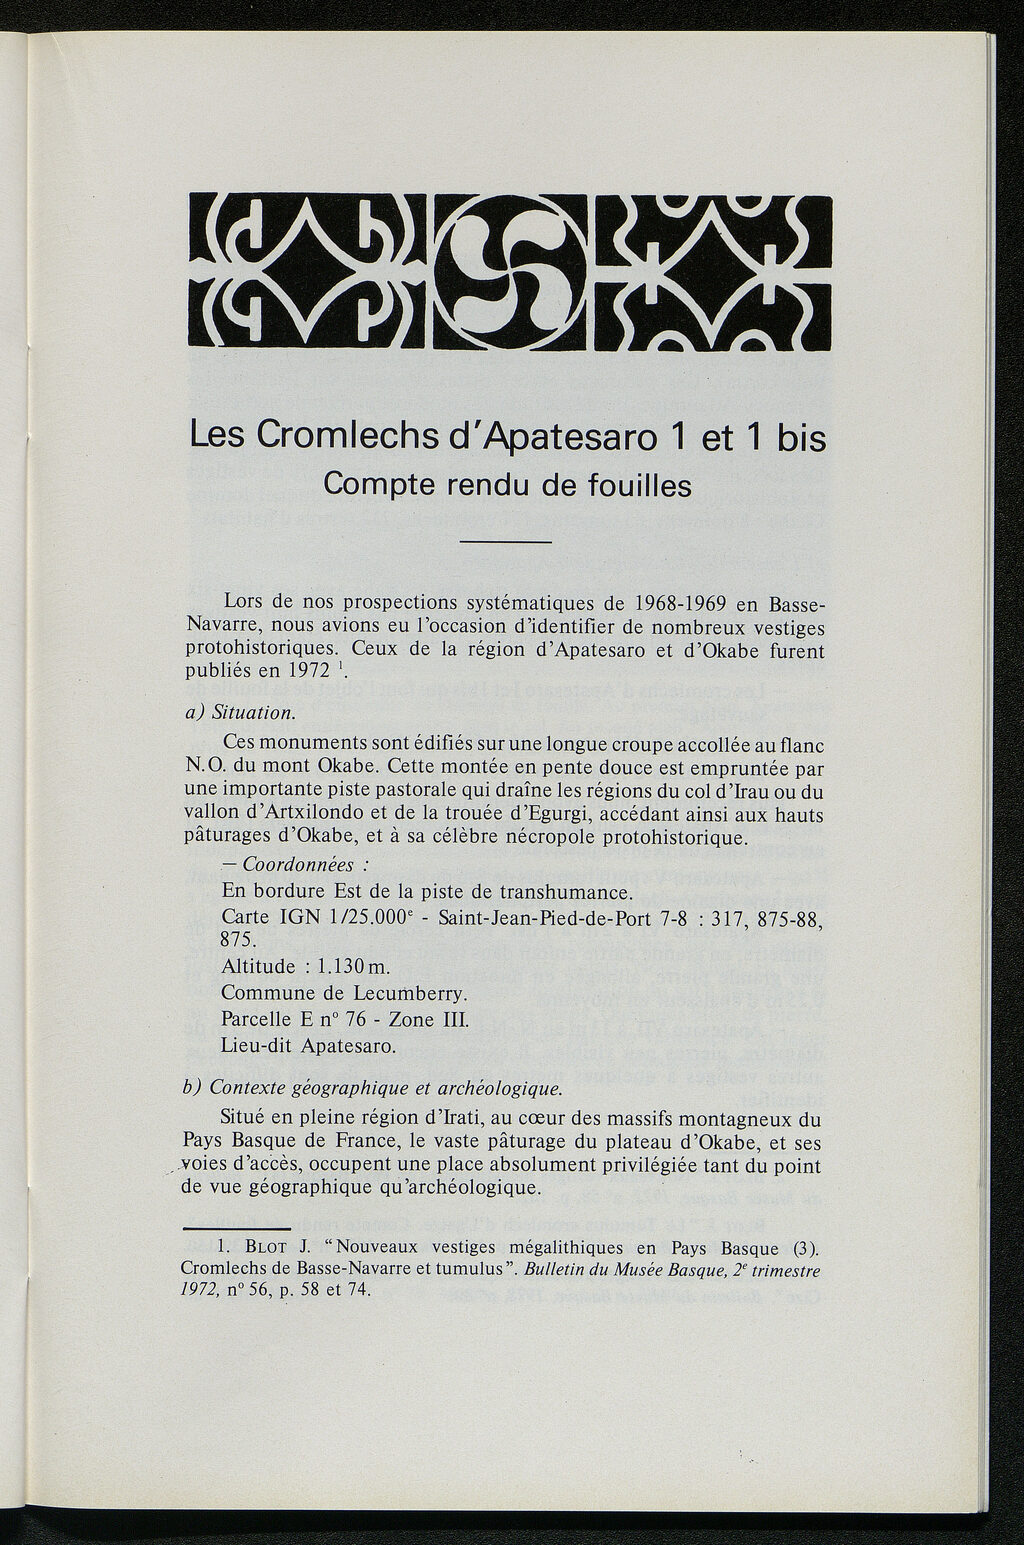 Les Cromlechs d'Apatesaro 1 et 1 bis
Compte rendu de fouilles
Lors de nos prospections systématiques de 1968-1969 en Basse-
Navarre, nous avions eu l'occasion d'identifier de nombreux vestiges
protohistoriques. Ceux de la région d'Apatesaro et d'Okabe furent
publiés en 1972 ¹.
a) Situation.
Ces monuments sont édifiés sur une longue croupe accollée au flanc
N.O. du mont Okabe. Cette montée en pente douce est empruntée par
une importante piste pastorale qui draîne les régions du col d'Irau ou du
vallon d'Artxilondo et de la trouée d'Egurgi, accédant ainsi aux hauts
pâturages d'Okabe, et à sa célèbre nécropole protohistorique.
— Coordonnées :
En bordure Est de la piste de transhumance.
Carte IGN 1/25.000ᵉ - Saint-Jean-Pied-de-Port 7-8 : 317, 875-88,
875.
Altitude : 1.130 m.
Commune de Lecumberry.
Parcelle E n° 76 - Zone III.
Lieu-dit Apatesaro.
b) Contexte géographique et archéologique.
Situé en pleine région d'Irati, au cœur des massifs montagneux du
Pays Basque de France, le vaste pâturage du plateau d'Okabe, et ses
voies d'accès, occupent une place absolument privilégiée tant du point
de vue géographique qu'archéologique.
1. BLOT J. "Nouveaux vestiges mégalithiques en Pays Basque (3).
Cromlechs de Basse-Navarre et tumulus". Bulletin du Musée Basque, 2ᵉ trimestre
1972, n° 56, p. 58 et 74.